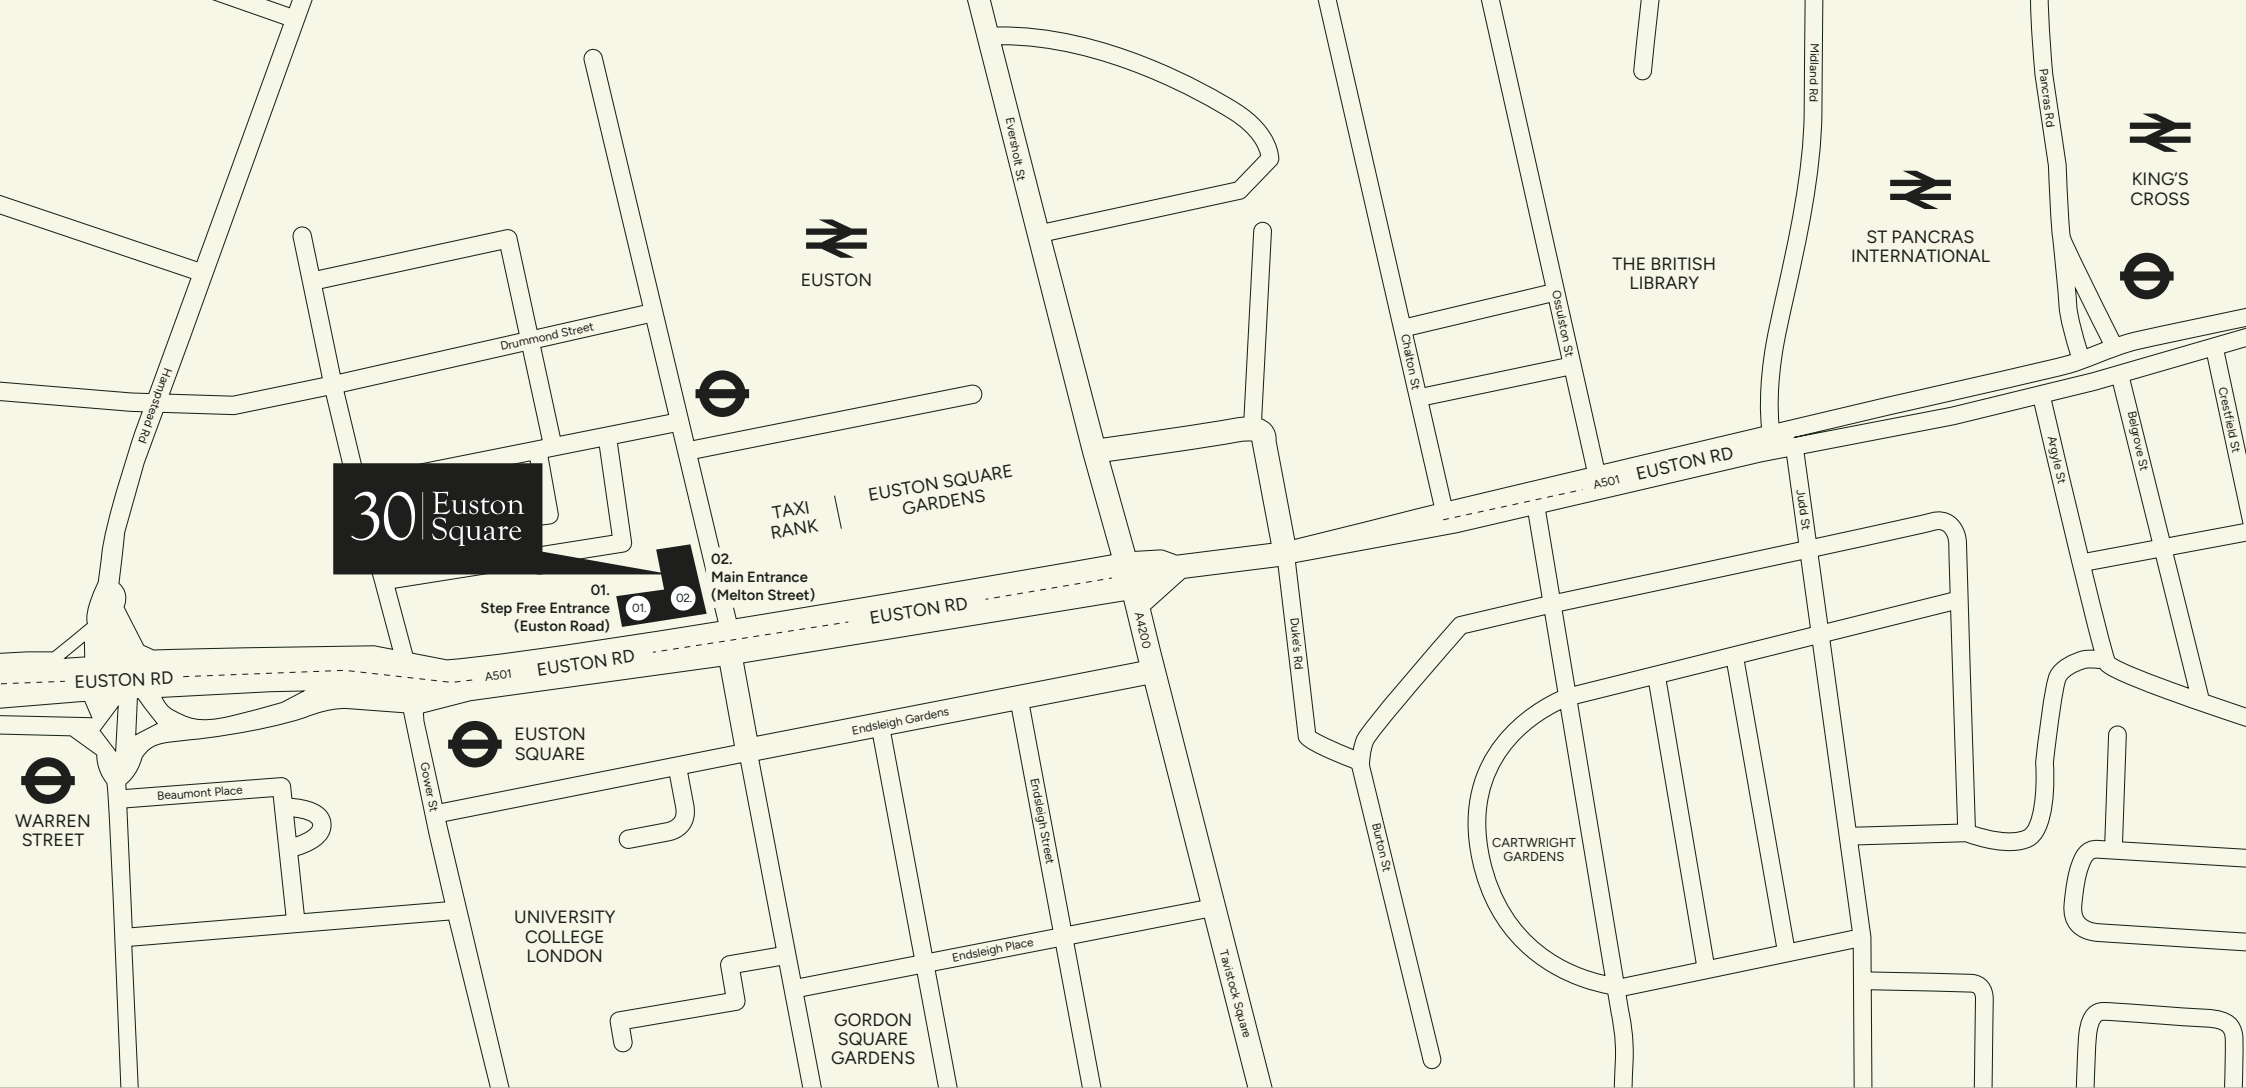 Midland Rd
Pancras Rd
KING'S
CROSS
Eversholt St
ST PANCRAS
INTERNATIONAL
EUSTON
THE BRITISH
LIBRARY
Drummond Street
Ossulston St
Chalton St
Hampstead Rd
Crestfield St
Belgrove St
Argyle St
EUSTON RD
A501
Judd St
EUSTON SQUARE
GARDENS
TAXI
RANK
30 Euston
Square
02.
Main Entrance
(Melton Street)
01.
Step Free Entrance
(Euston Road)
01.
02.
EUSTON RD
A4200
Duke's Rd
EUSTON RD
A501
EUSTON RD
EUSTON
SQUARE
Endsleigh Gardens
Gower St
Beaumont Place
WARREN
STREET
Endsleigh Street
Burton St
CARTWRIGHT
GARDENS
UNIVERSITY
COLLEGE
LONDON
Endsleigh Place
Tavistock Square
GORDON
SQUARE
GARDENS